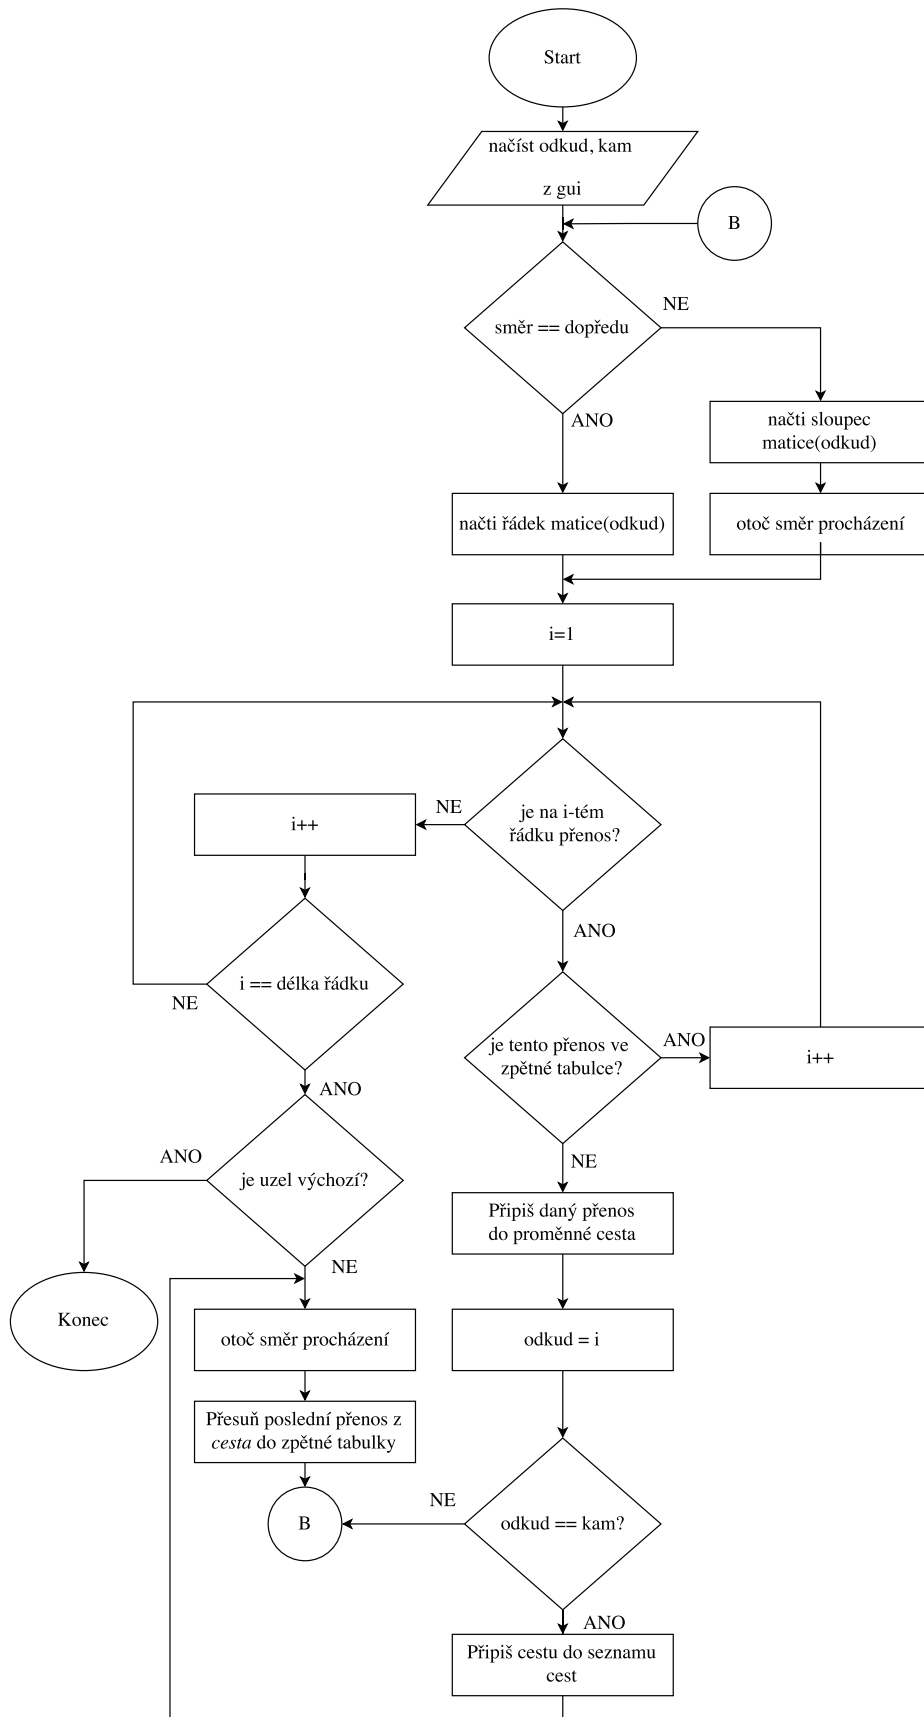 Start
načíst odkud, kam
z gui
B
NE
směr == dopředu
ANO
načti sloupec
matice(odkud)
načti řádek matice(odkud)
otoč směr procházení
i=1
i++
NE
je na i-tém
řádku přenos?
ANO
i == délka řádku
NE
je tento přenos ve
zpětné tabulce?
ANO
i++
ANO
ANO
je uzel výchozí?
NE
Připiš daný přenos
do proměnné cesta
NE
Konec
otoč směr procházení
odkud = i
Přesuň poslední přenos z
cesta do zpětné tabulky
NE
B
odkud == kam?
ANO
Připiš cestu do seznamu
cest